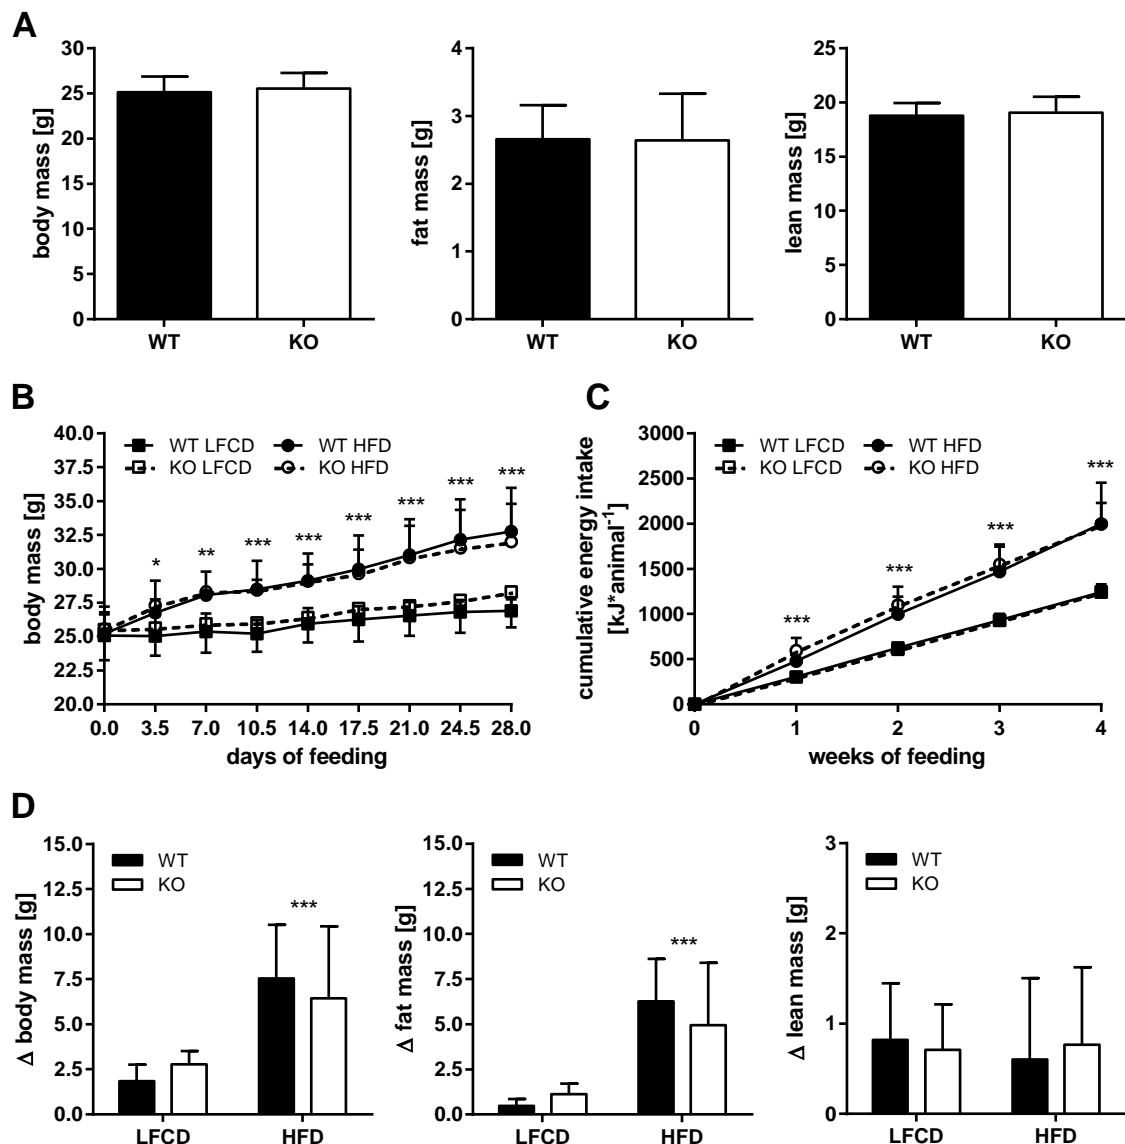 A
body mass [g]
30
25
20
15
10
5
0
WT KO
fat mass [g]
4
3
2
1
0
WT KO
lean mass [g]
25
20
15
10
5
0
WT KO
B
body mass [g]
40.0
37.5
35.0
32.5
30.0
27.5
25.0
22.5
20.0
WT LFCD WT HFD
KO LFCD KO HFD
* ** *** *** *** *** *** ***
0.0 3.5 7.0 10.5 14.0 17.5 21.0 24.5 28.0
days of feeding
C
cumulative energy intake
[kJ*animal-1]
3000
2500
2000
1500
1000
500
0
WT LFCD WT HFD
KO LFCD KO HFD
*** *** *** ***
0 1 2 3 4
weeks of feeding
D
Δ body mass [g]
15.0
12.5
10.0
7.5
5.0
2.5
0.0
WT
KO
***
LFCD HFD
Δ fat mass [g]
15.0
12.5
10.0
7.5
5.0
2.5
0.0
WT
KO
***
LFCD HFD
Δ lean mass [g]
3
2
1
0
WT
KO
LFCD HFD